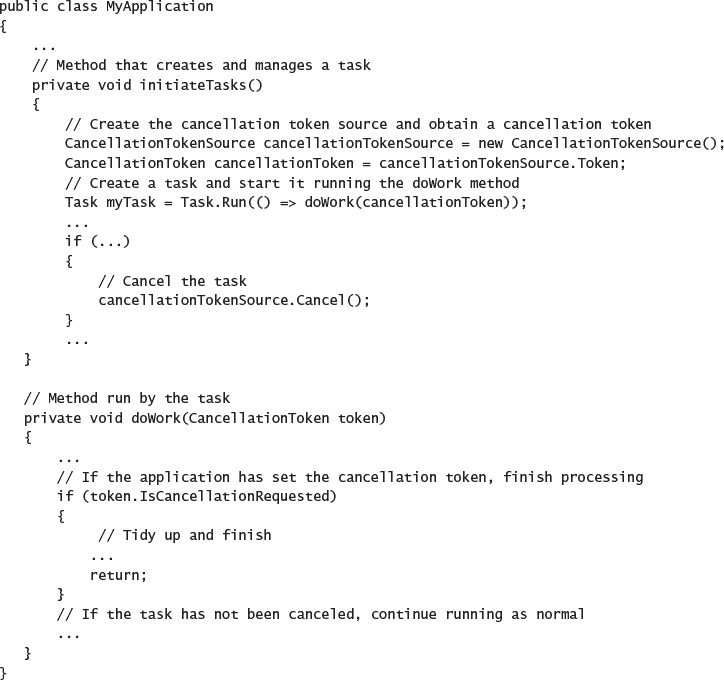 public class MyApplication
{
...
// Method that creates and manages a task
private void initiateTasks()
{
// Create the cancellation token source and obtain a cancellation token
CancellationTokenSource cancellationTokenSource = new CancellationTokenSource();
CancellationToken cancellationToken = cancellationTokenSource.Token;
// Create a task and start it running the doWork method
Task myTask = Task.Run(() => doWork(cancellationToken));
...
if (...)
{
// Cancel the task
cancellationTokenSource.Cancel();
}
...
}
// Method run by the task
private void doWork(CancellationToken token)
{
...
// If the application has set the cancellation token, finish processing
if (token.IsCancellationRequested)
{
// Tidy up and finish
...
return;
}
// If the task has not been canceled, continue running as normal
...
}
}